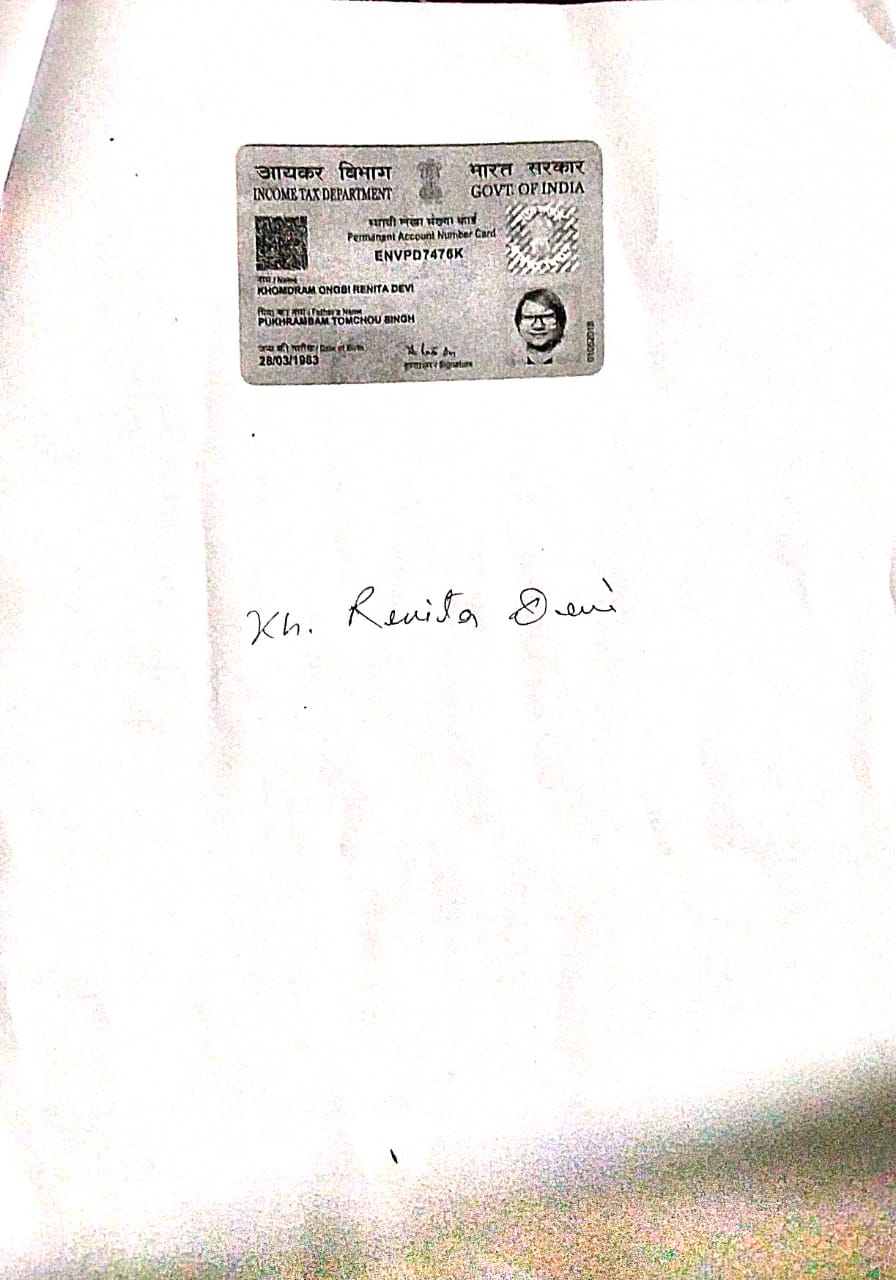 आयकर विभाग
INCOME TAX DEPARTMENT
भारत सरकार
GOVT. OF INDIA
स्थायी लेखा संख्या कार्ड
Permanent Account Number Card
ENVPD7476K
नाम / Name
KHOMDRAM ONGBI RENITA DEVI
पिता का नाम / Father's Name
PUKHRAMBAM TOMCHOU SINGH
जन्म की तारीख / Date of Birth
28/03/1983
हस्ताक्षर / Signature
Kh. Renita Devi